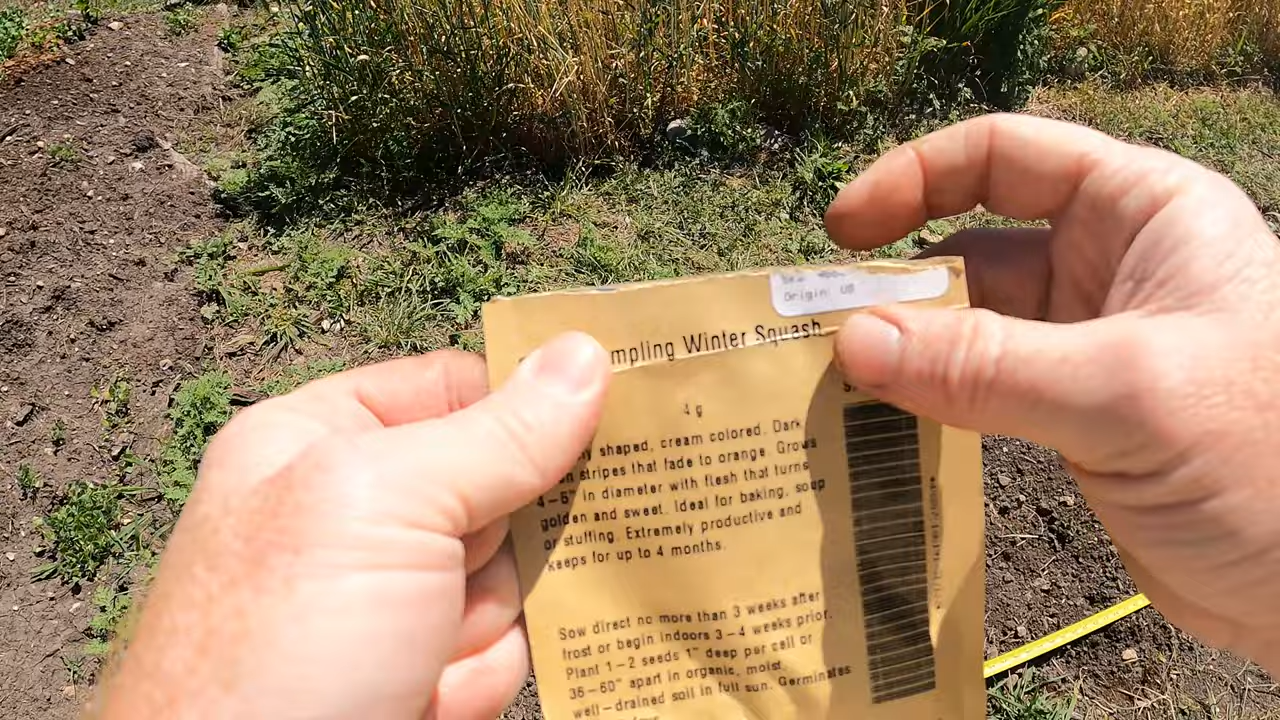 Origin: US
mpling Winter Squash
4 g
y shaped, cream colored. Dark
n stripes that fade to orange. Grows
4-5" in diameter with flesh that turns
golden and sweet. Ideal for baking, soup
or stuffing. Extremely productive and
keeps for up to 4 months.
Sow direct no more than 3 weeks after
frost or begin indoors 3-4 weeks prior.
Plant 1-2 seeds 1" deep per cell or
36-60" apart in organic, moist,
well-drained soil in full sun. Germinates